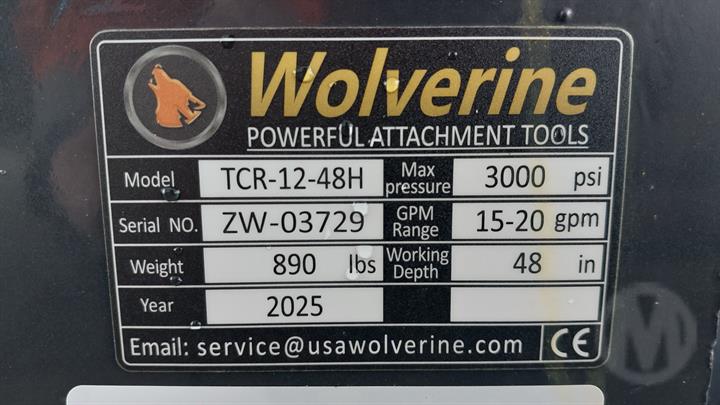 Wolverine
POWERFUL ATTACHMENT TOOLS
Model TCR-12-48H Max pressure 3000 psi
Serial NO. ZW-03729 GPM Range 15-20 gpm
Weight 890 lbs Working Depth 48 in
Year 2025
Email: service@usawolverine.com CE
M